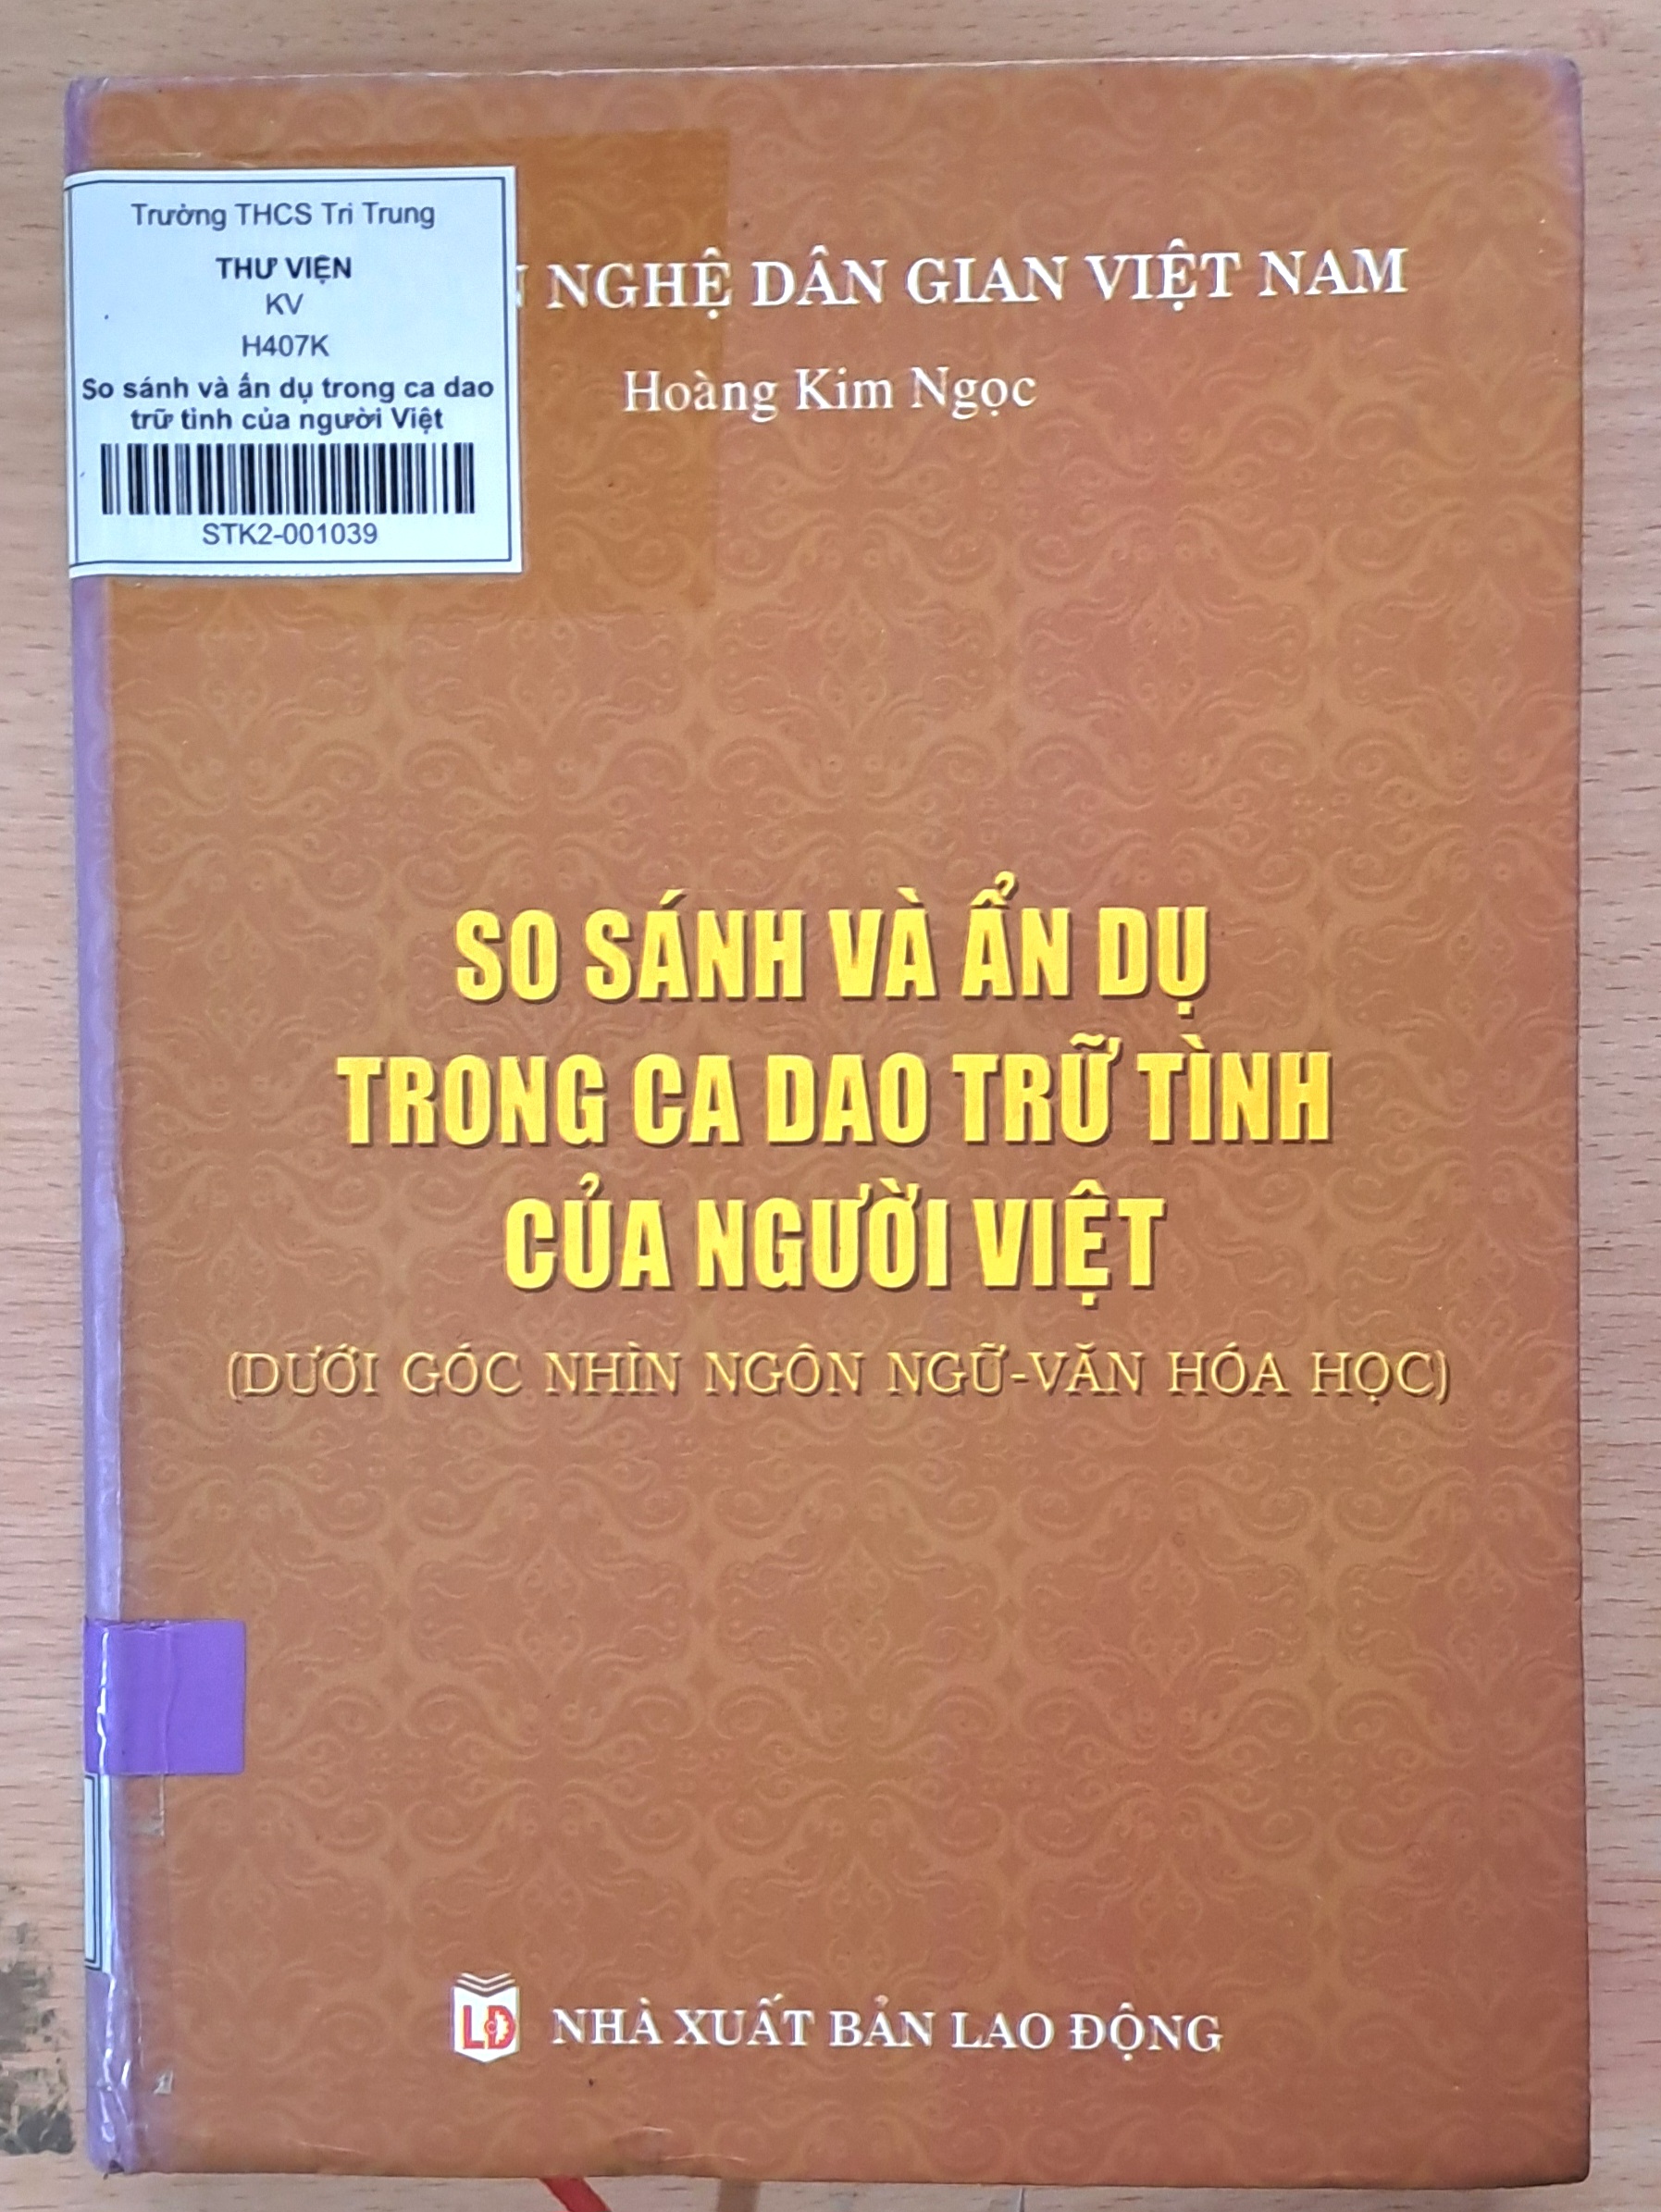 Trường THCS Tri Trung
THƯ VIỆN
KV
H407K
So sánh và ẩn dụ trong ca dao
trữ tình của người Việt
STK2-001039
NGHỆ DÂN GIAN VIỆT NAM
Hoàng Kim Ngọc
SO SÁNH VÀ ẨN DỤ
TRONG CA DAO TRỮ TÌNH
CỦA NGƯỜI VIỆT
(DƯỚI GÓC NHÌN NGÔN NGỮ-VĂN HÓA HỌC)
LĐ
NHÀ XUẤT BẢN LAO ĐỘNG